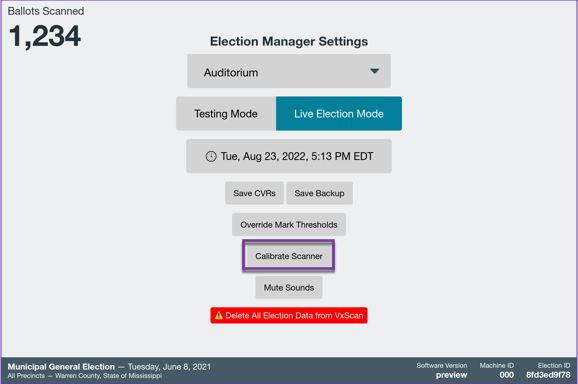 Ballots Scanned
1,234
Election Manager Settings
Auditorium
Testing Mode Live Election Mode
Tue, Aug 23, 2022, 5:13 PM EDT
Save CVRs Save Backup
Override Mark Thresholds
Calibrate Scanner
Mute Sounds
⚠️ Delete All Election Data from VxScan
Municipal General Election — Tuesday, June 8, 2021
All Precincts — Warren County, State of Mississippi
Software Version Machine ID Election ID
preview 000 8fd3ed9f78